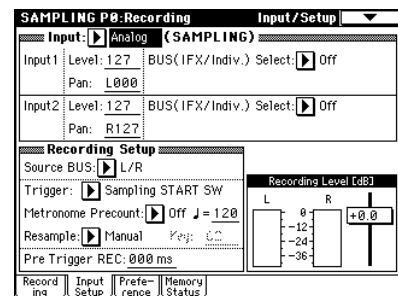 SAMPLING P0:Recording Input/Setup
Input: Analog (SAMPLING)
Input1 Level: 127 BUS(IFX/Indiv.) Select: Off
Pan: L000
Input2 Level: 127 BUS(IFX/Indiv.) Select: Off
Pan: R127
Recording Setup
Source BUS: L/R
Trigger: Sampling START SW
Metronome Precount: Off ♩= 120
Resample: Manual Key:
Pre Trigger REC: 000 ms
Recording Level [dB]
L R
0
-12
-24
-36
+0.0
Recording
Input Setup
Prefe-rence
Memory Status